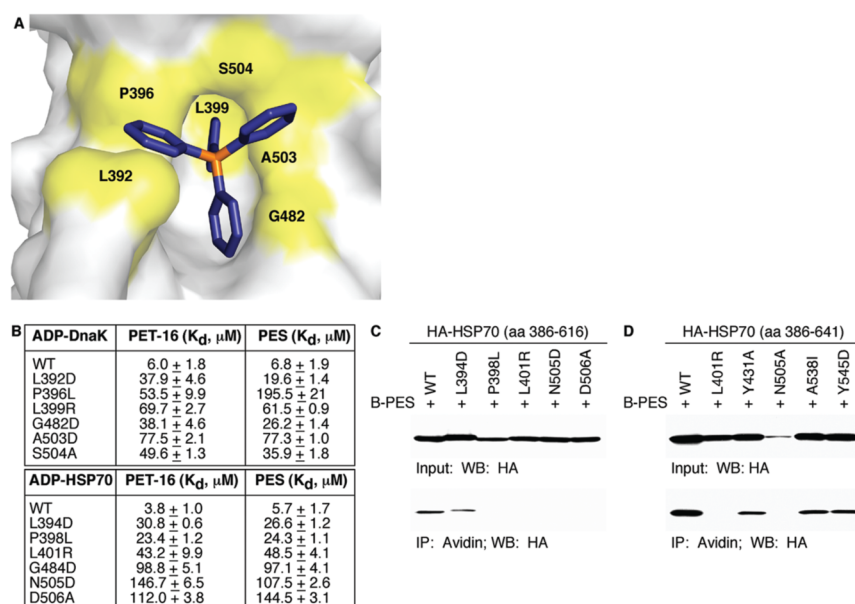 A
S504
P396
L399
A503
L392
G482
B
ADP-DnaK PET-16 (Kd, µM) PES (Kd, µM)
WT 6.0 ± 1.8 6.8 ± 1.9
L392D 37.9 ± 4.6 19.6 ± 1.4
P396L 53.5 ± 9.9 195.5 ± 21
L399R 69.7 ± 2.7 61.5 ± 0.9
G482D 38.1 ± 4.6 26.2 ± 1.4
A503D 77.5 ± 2.1 77.3 ± 1.0
S504A 49.6 ± 1.3 35.9 ± 1.8
ADP-HSP70 PET-16 (Kd, µM) PES (Kd, µM)
WT 3.8 ± 1.0 5.7 ± 1.7
L394D 30.8 ± 0.6 26.6 ± 1.2
P398L 23.4 ± 1.2 24.3 ± 1.1
L401R 43.2 ± 9.9 48.5 ± 4.1
G484D 98.8 ± 5.1 97.1 ± 4.1
N505D 146.7 ± 6.5 107.5 ± 2.6
D506A 112.0 ± 3.8 144.5 ± 3.1
C
HA-HSP70 (aa 386-616)
WT L394D P398L L401R N505D D506A
B-PES + + + + + +
Input: WB: HA
IP: Avidin; WB: HA
D
HA-HSP70 (aa 386-641)
WT L401R Y431A N505A A538I Y545D
B-PES + + + + + +
Input: WB: HA
IP: Avidin; WB: HA